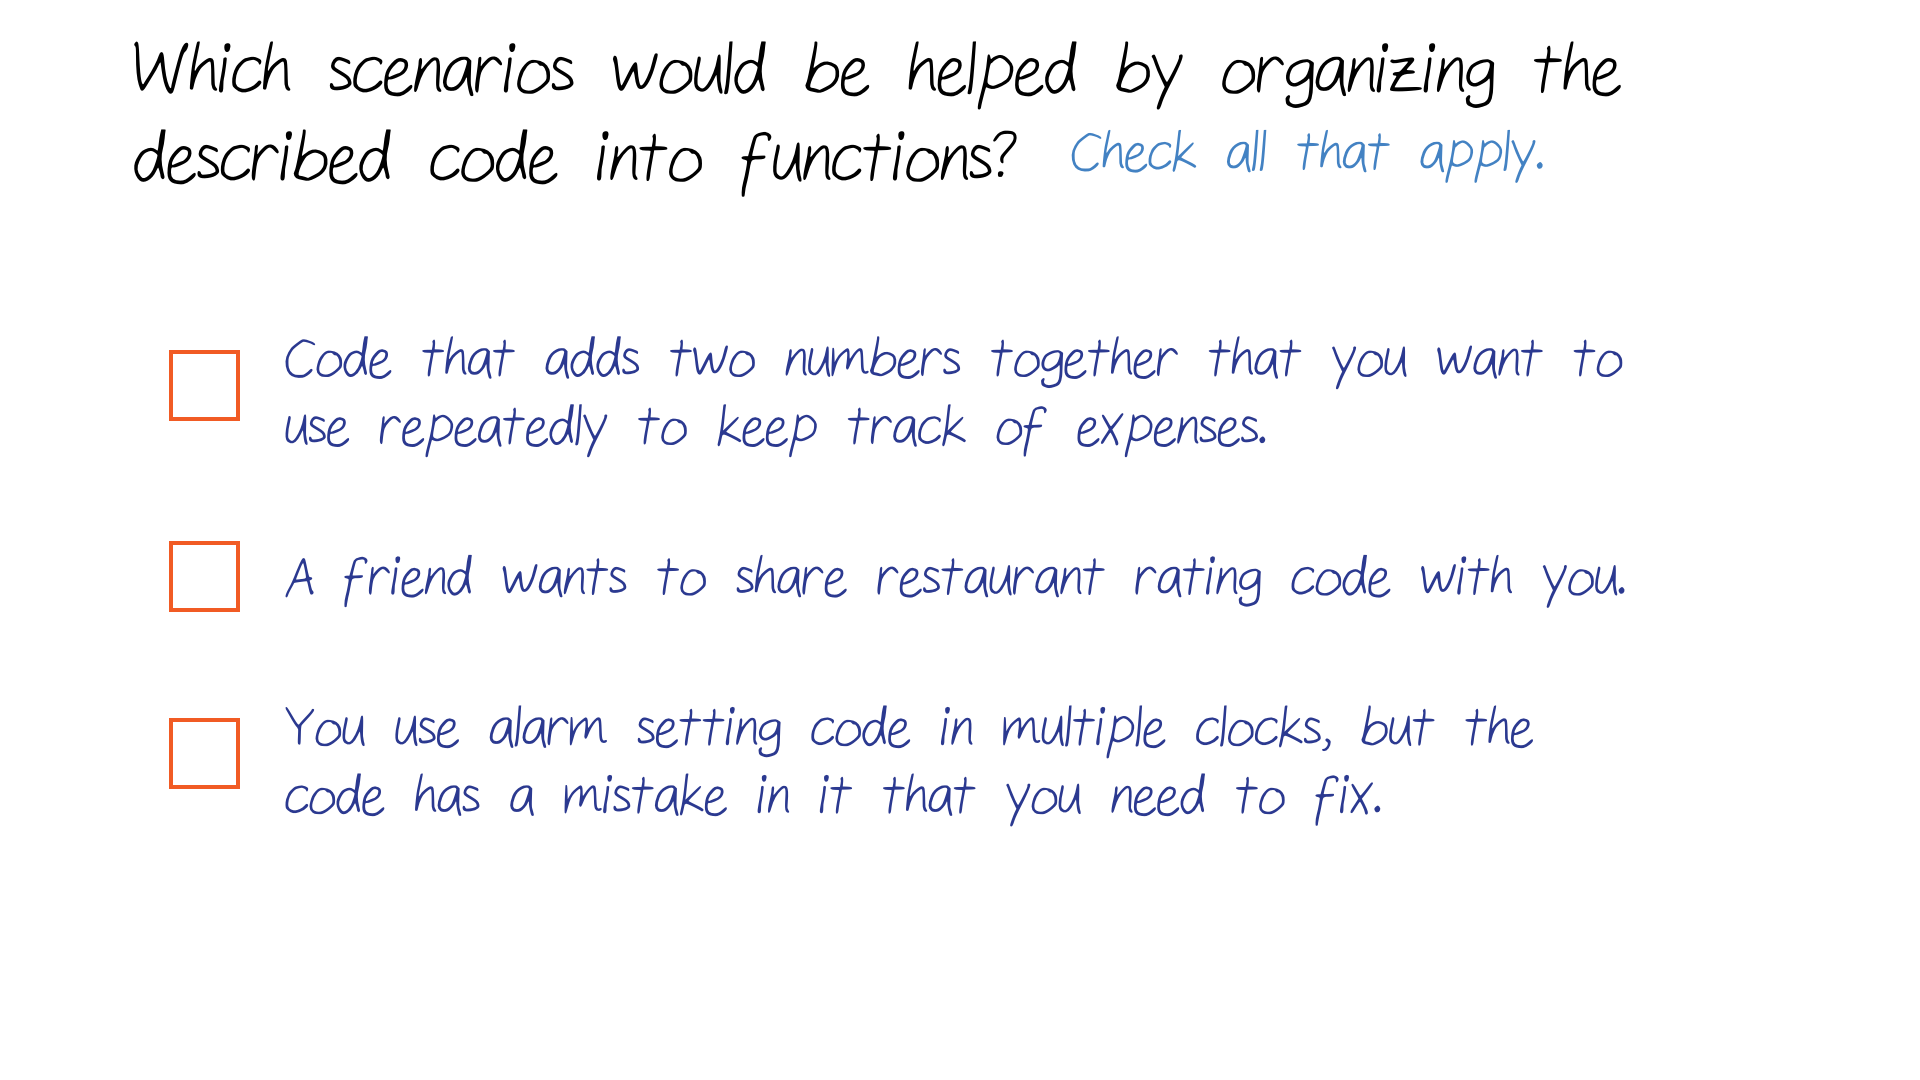 Which scenarios would be helped by organizing the
described code into functions? Check all that apply.
Code that adds two numbers together that you want to
use repeatedly to keep track of expenses.
A friend wants to share restaurant rating code with you.
You use alarm setting code in multiple clocks, but the
code has a mistake in it that you need to fix.